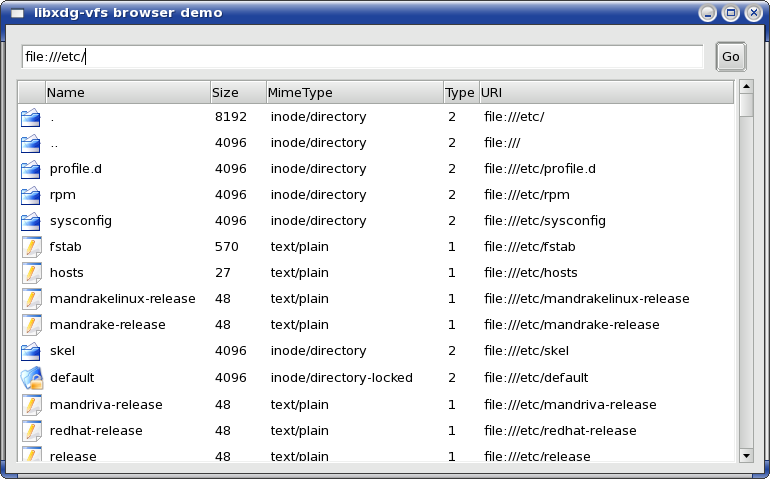 libxdg-vfs browser demo
file:///etc/ Go
Name Size MimeType Type URI
. 8192 inode/directory 2 file:///etc/
.. 4096 inode/directory 2 file:///
profile.d 4096 inode/directory 2 file:///etc/profile.d
rpm 4096 inode/directory 2 file:///etc/rpm
sysconfig 4096 inode/directory 2 file:///etc/sysconfig
fstab 570 text/plain 1 file:///etc/fstab
hosts 27 text/plain 1 file:///etc/hosts
mandrakelinux-release 48 text/plain 1 file:///etc/mandrakelinux-release
mandrake-release 48 text/plain 1 file:///etc/mandrake-release
skel 4096 inode/directory 2 file:///etc/skel
default 4096 inode/directory-locked 2 file:///etc/default
mandriva-release 48 text/plain 1 file:///etc/mandriva-release
redhat-release 48 text/plain 1 file:///etc/redhat-release
release 48 text/plain 1 file:///etc/release